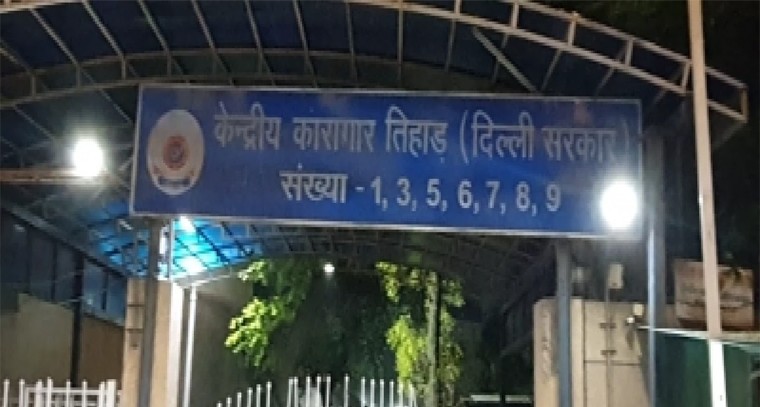 केन्द्रीय कारागार तिहाड़ (दिल्ली सरकार)
संख्या - 1, 3, 5, 6, 7, 8, 9